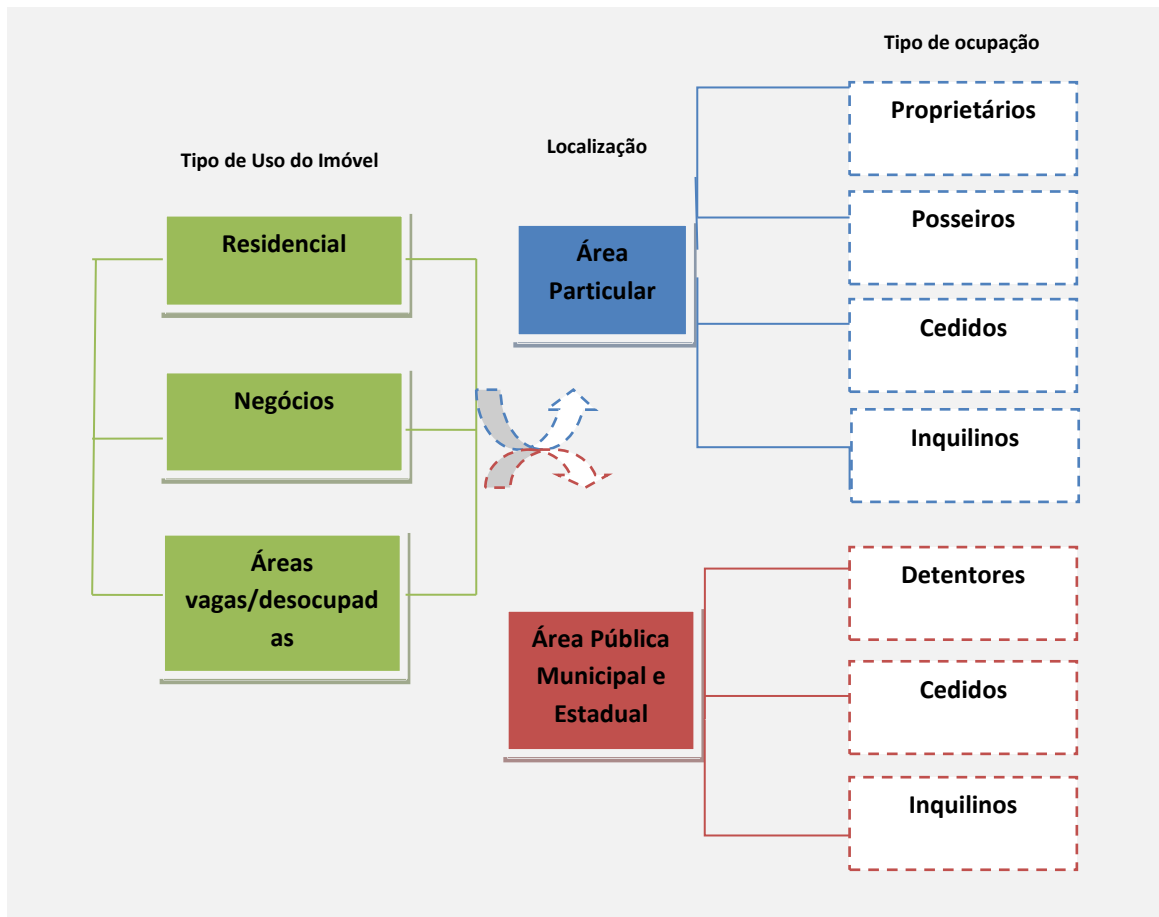 Tipo de Uso do Imóvel
Residencial
Negócios
Áreas
vagas/desocupad
as
Localização
Área
Particular
Área Pública
Municipal e
Estadual
Tipo de ocupação
Proprietários
Posseiros
Cedidos
Inquilinos
Detentores
Cedidos
Inquilinos